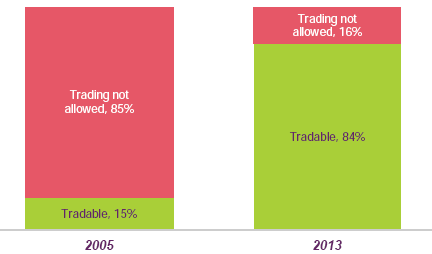 Trading not
allowed, 85%
Tradable, 15%
2005
Trading not
allowed, 16%
Tradable, 84%
2013